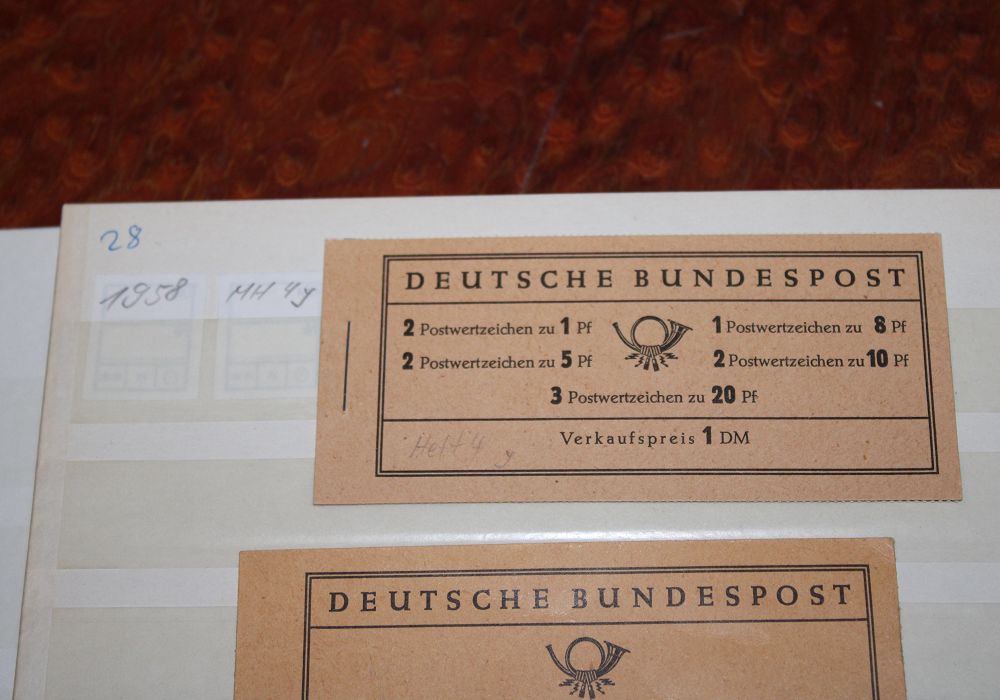 28
1958 MH 4y
DEUTSCHE BUNDESPOST
2 Postwertzeichen zu 1 Pf 1 Postwertzeichen zu 8 Pf
2 Postwertzeichen zu 5 Pf 2 Postwertzeichen zu 10 Pf
3 Postwertzeichen zu 20 Pf
Verkaufspreis 1 DM
Heft 4 y
DEUTSCHE BUNDESPOST